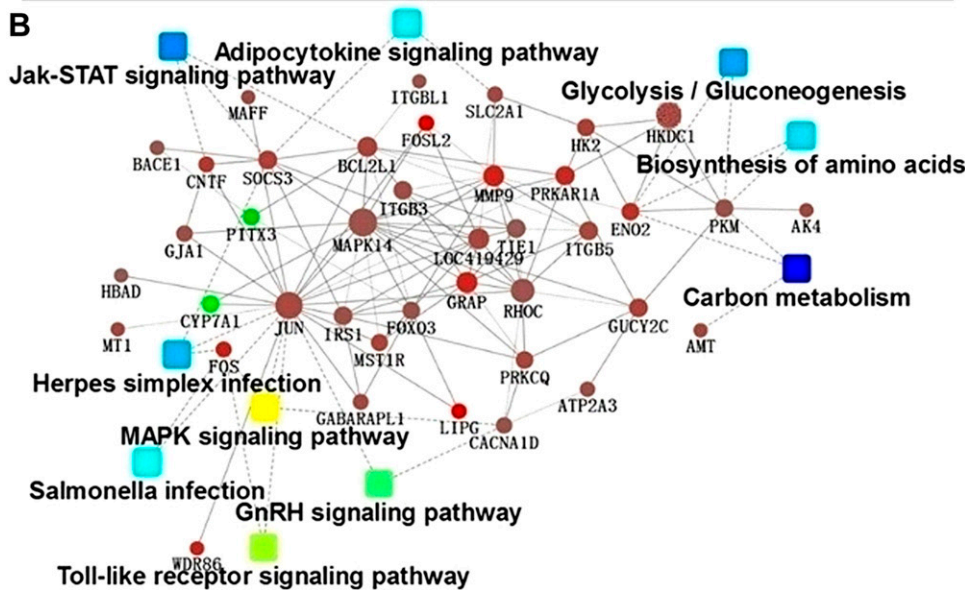 B
Adipocytokine signaling pathway
Jak-STAT signaling pathway
Glycolysis / Gluconeogenesis
MAFF
ITGBL1
SLC2A1
FOSL2
HK2
HKDC1
BACE1
CNTF
SOCS3
BCL2L1
Biosynthesis of amino acids
MMP9
PRKAR1A
ITGB3
PITX3
MAPK14
GJA1
LOC419429
TIE1
ITGB5
ENO2
PKM
AK4
HBAD
CYP7A1
JUN
IRS1
FOXO3
GRAP
RHOC
GUCY2C
Carbon metabolism
MT1
FOS
MST1R
AMT
Herpes simplex infection
PRKCQ
ATP2A3
GABARAPL1
LIPG
CACNA1D
MAPK signaling pathway
Salmonella infection
GnRH signaling pathway
WDR86
Toll-like receptor signaling pathway